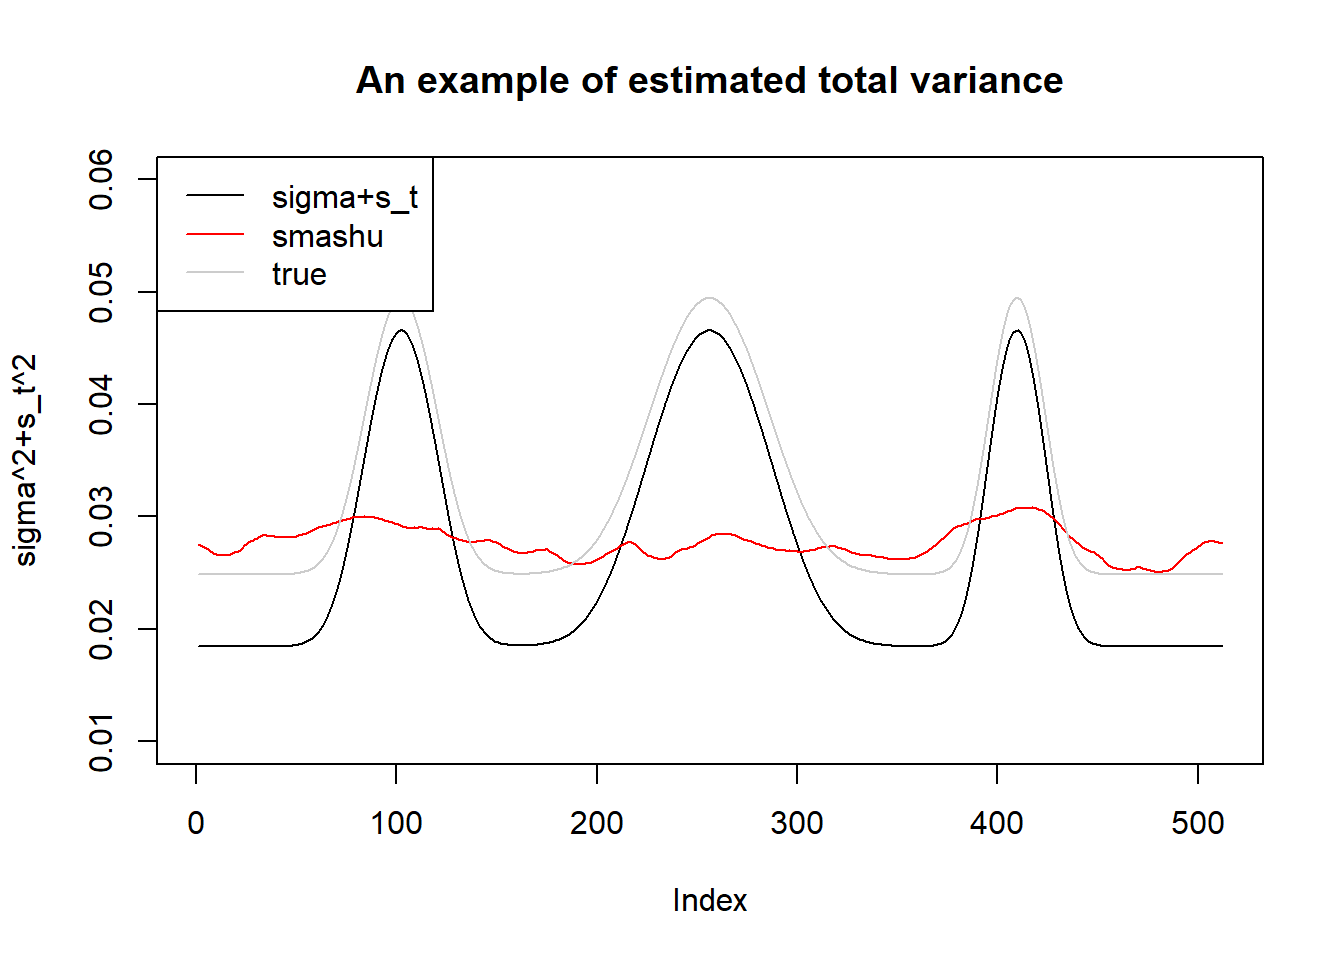 An example of estimated total variance
sigma+s_t
smashu
true
sigma^2+s_t^2
0.06
0.05
0.04
0.03
0.02
0.01
0 100 200 300 400 500
Index